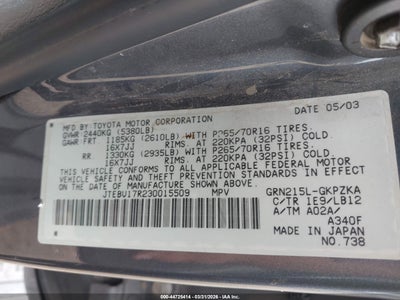 MFD BY TOYOTA MOTOR CORPORATION 05/03
GVWR 2440KG (5380LB)
GAWR FRT 1185KG (2610LB) WITH P265/70R16 TIRES.
16X7JJ RIMS. AT 220KPA (32PSI) COLD.
RR 1330KG (2935LB) WITH P265/70R16 TIRES.
16X7JJ RIMS. AT 220KPA (32PSI) COLD.
THIS VEHICLE CONFORMS TO ALL APPLICABLE FEDERAL MOTOR
VEHICLE SAFETY, BUMPER, AND THEFT
PREVENTION STANDARDS IN EFFECT ON THE DATE OF
MANUFACTURE SHOWN ABOVE.
JTEBU17R230015509 MPV GRN215L-GKPZKA
C/TR 1E9/LB12
A/TM A02A/
A340F
MADE IN JAPAN
NO.738
000-44726414 - 03/31/2026 - IAAI